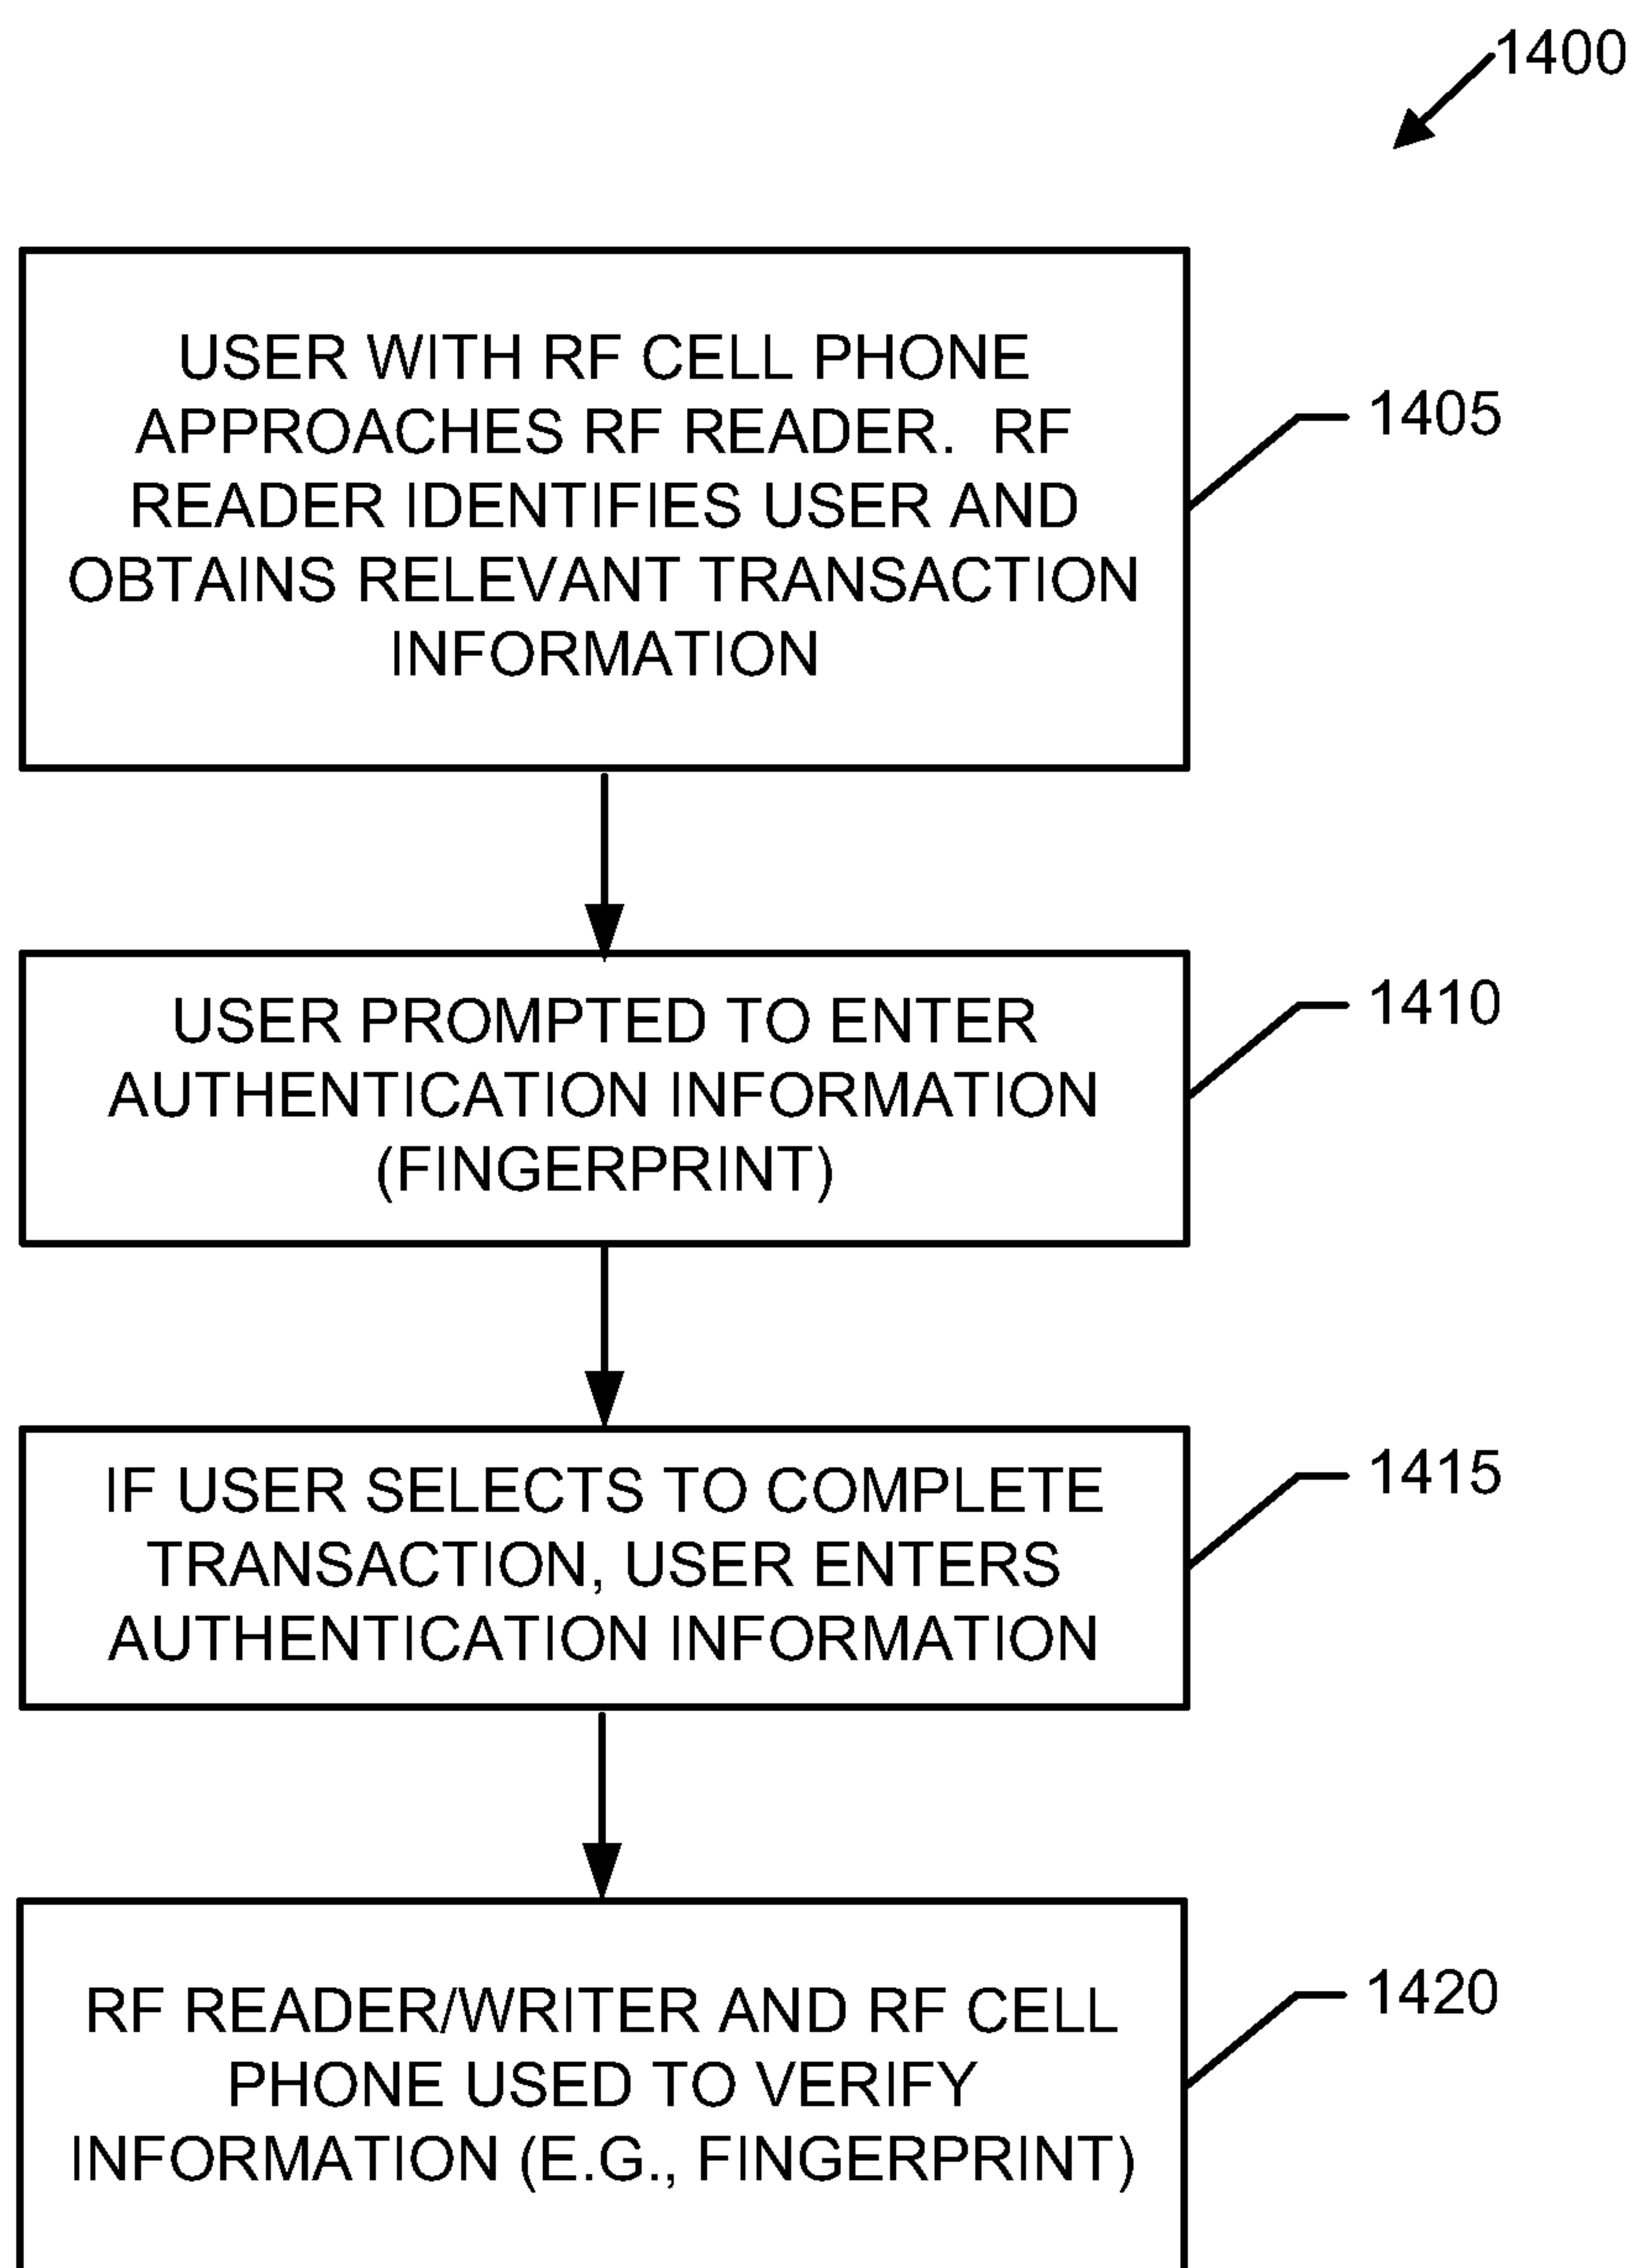 1400
USER WITH RF CELL PHONE
APPROACHES RF READER.  RF
READER IDENTIFIES USER AND
OBTAINS RELEVANT TRANSACTION
INFORMATION
1405
USER PROMPTED TO ENTER
AUTHENTICATION INFORMATION
(FINGERPRINT)
1410
IF USER SELECTS TO COMPLETE
TRANSACTION, USER ENTERS
AUTHENTICATION INFORMATION
1415
RF READER/WRITER AND RF CELL
PHONE USED TO VERIFY
INFORMATION (E.G., FINGERPRINT)
1420